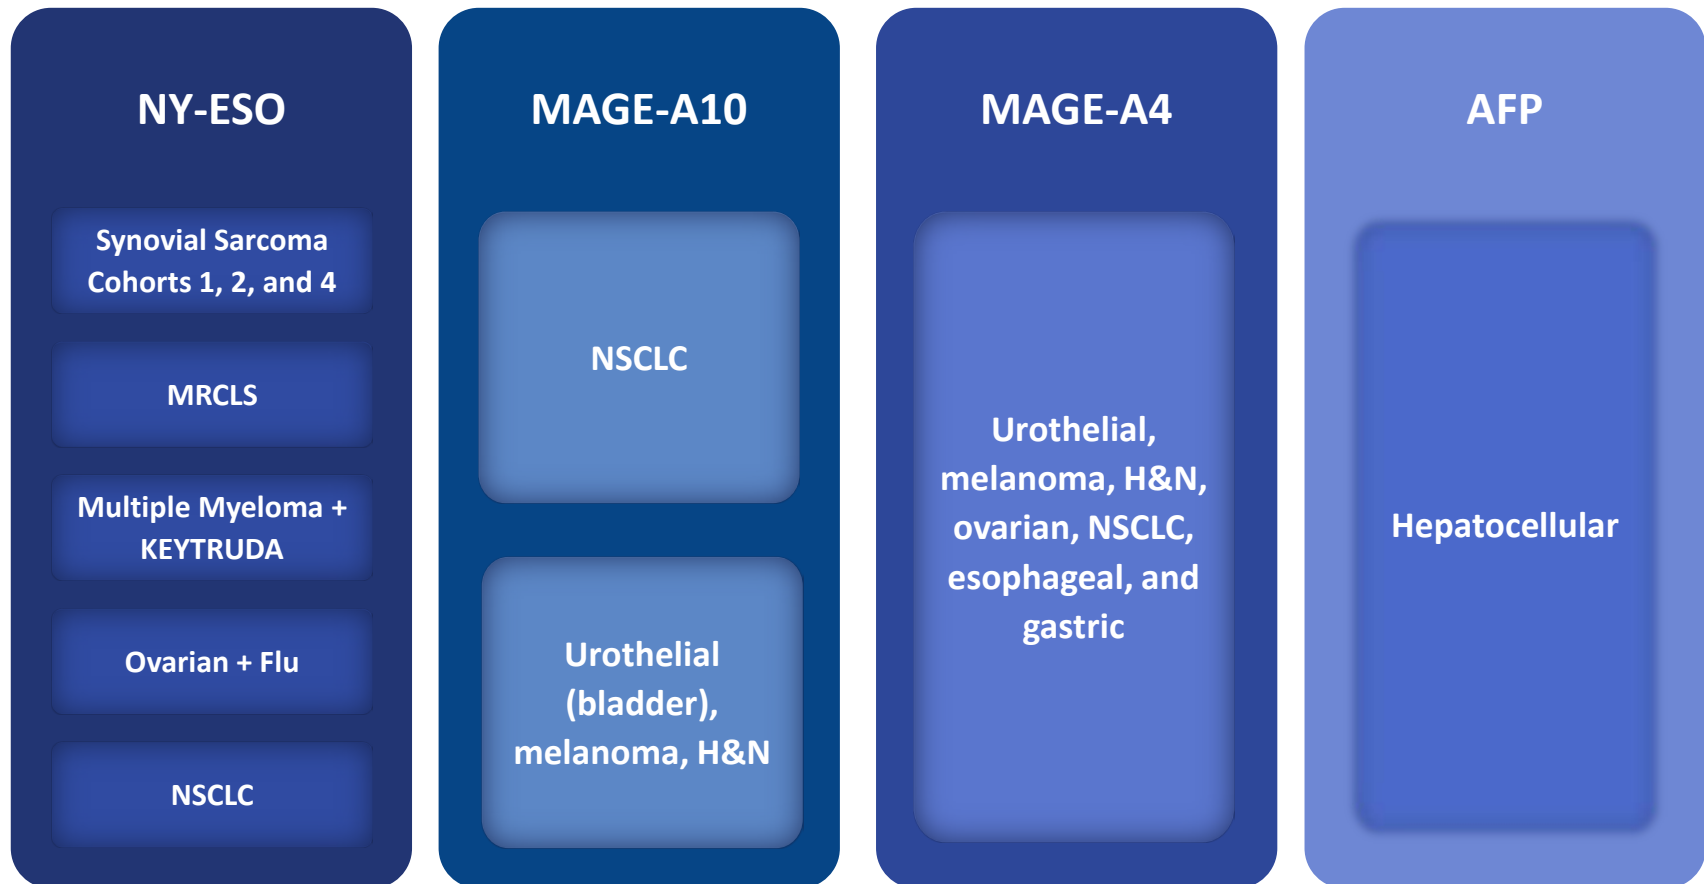 NY-ESO
Synovial Sarcoma
Cohorts 1, 2, and 4
MRCLS
Multiple Myeloma +
KEYTRUDA
Ovarian + Flu
NSCLC
MAGE-A10
NSCLC
Urothelial
(bladder),
melanoma, H&N
MAGE-A4
Urothelial,
melanoma, H&N,
ovarian, NSCLC,
esophageal, and
gastric
AFP
Hepatocellular